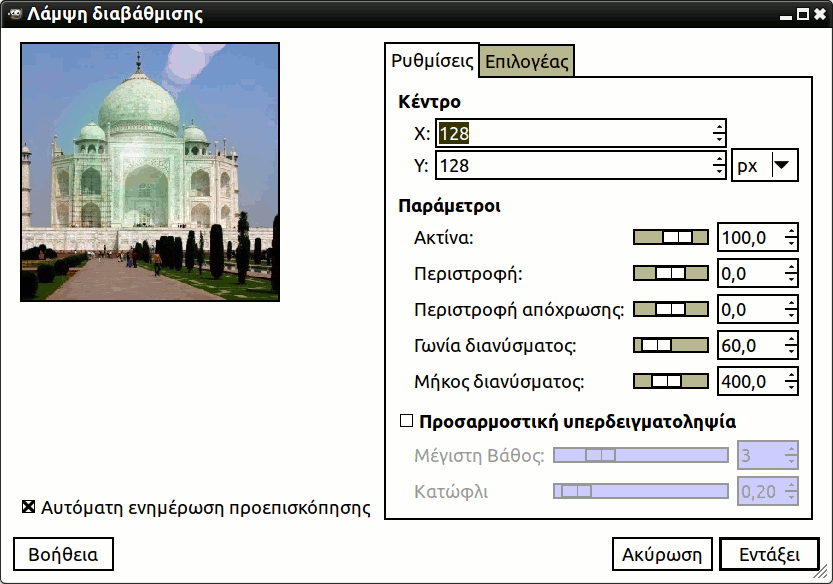 Λάμψη διαβάθμισης
Ρυθμίσεις Επιλογέας
Κέντρο
X: 128
Y: 128 px
Παράμετροι
Ακτίνα: 100,0
Περιστροφή: 0,0
Περιστροφή απόχρωσης: 0,0
Γωνία διανύσματος: 60,0
Μήκος διανύσματος: 400,0
Προσαρμοστική υπερδειγματοληψία
Μέγιστη Βάθος: 3
Κατώφλι 0,20
Αυτόματη ενημέρωση προεπισκόπησης
Βοήθεια Ακύρωση Εντάξει